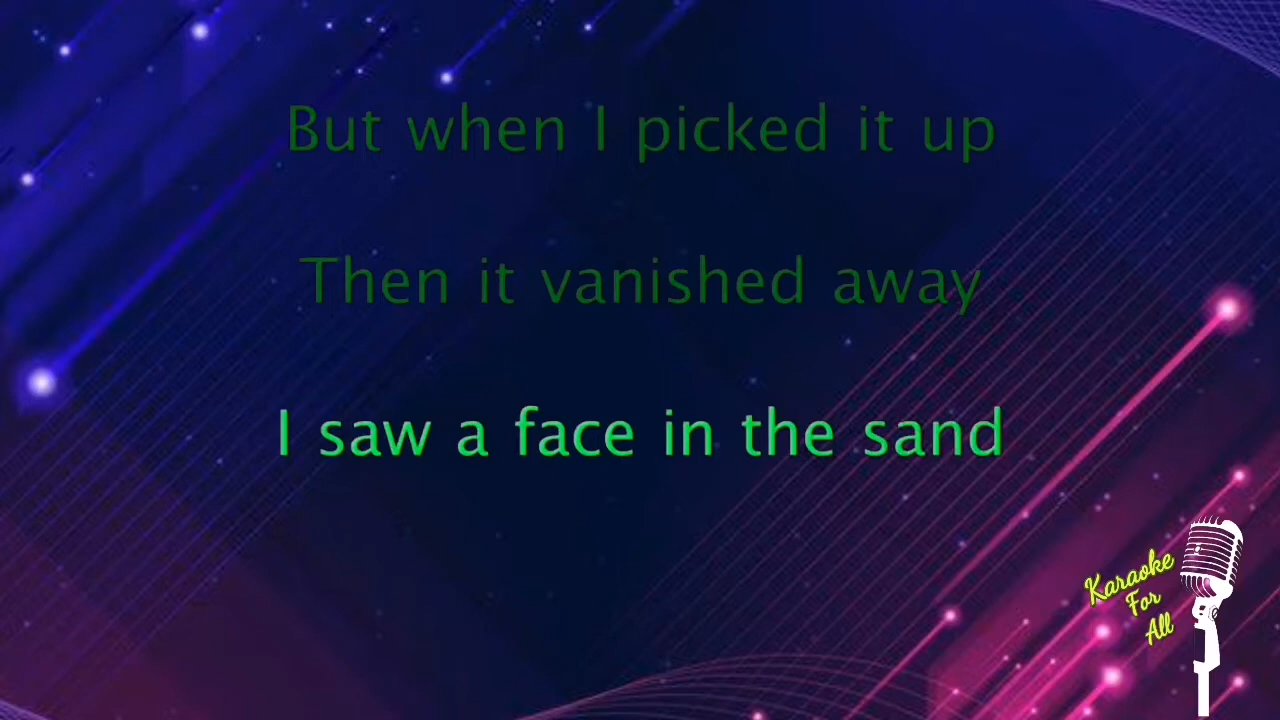 But when I picked it up
Then it vanished away
I saw a face in the sand
Karaoke
For
All